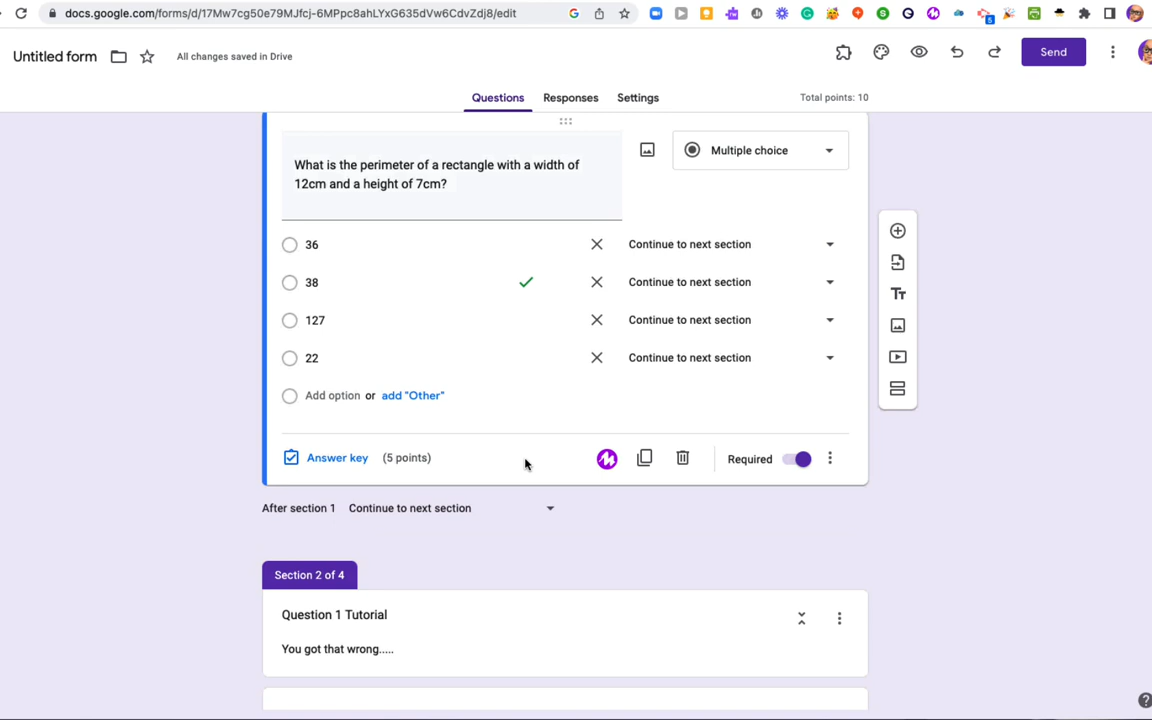 docs.google.com/forms/d/17Mw7cg50e79MJfcj-6MPpc8ahLYxG635dVw6CdvZdj8/edit
Untitled form
All changes saved in Drive
Send
Questions
Responses
Settings
Total points: 10
What is the perimeter of a rectangle with a width of
12cm and a height of 7cm?
Multiple choice
36
Continue to next section
38
Continue to next section
127
Continue to next section
22
Continue to next section
Add option or add "Other"
Answer key (5 points)
Required
After section 1 Continue to next section
Section 2 of 4
Question 1 Tutorial
You got that wrong.....